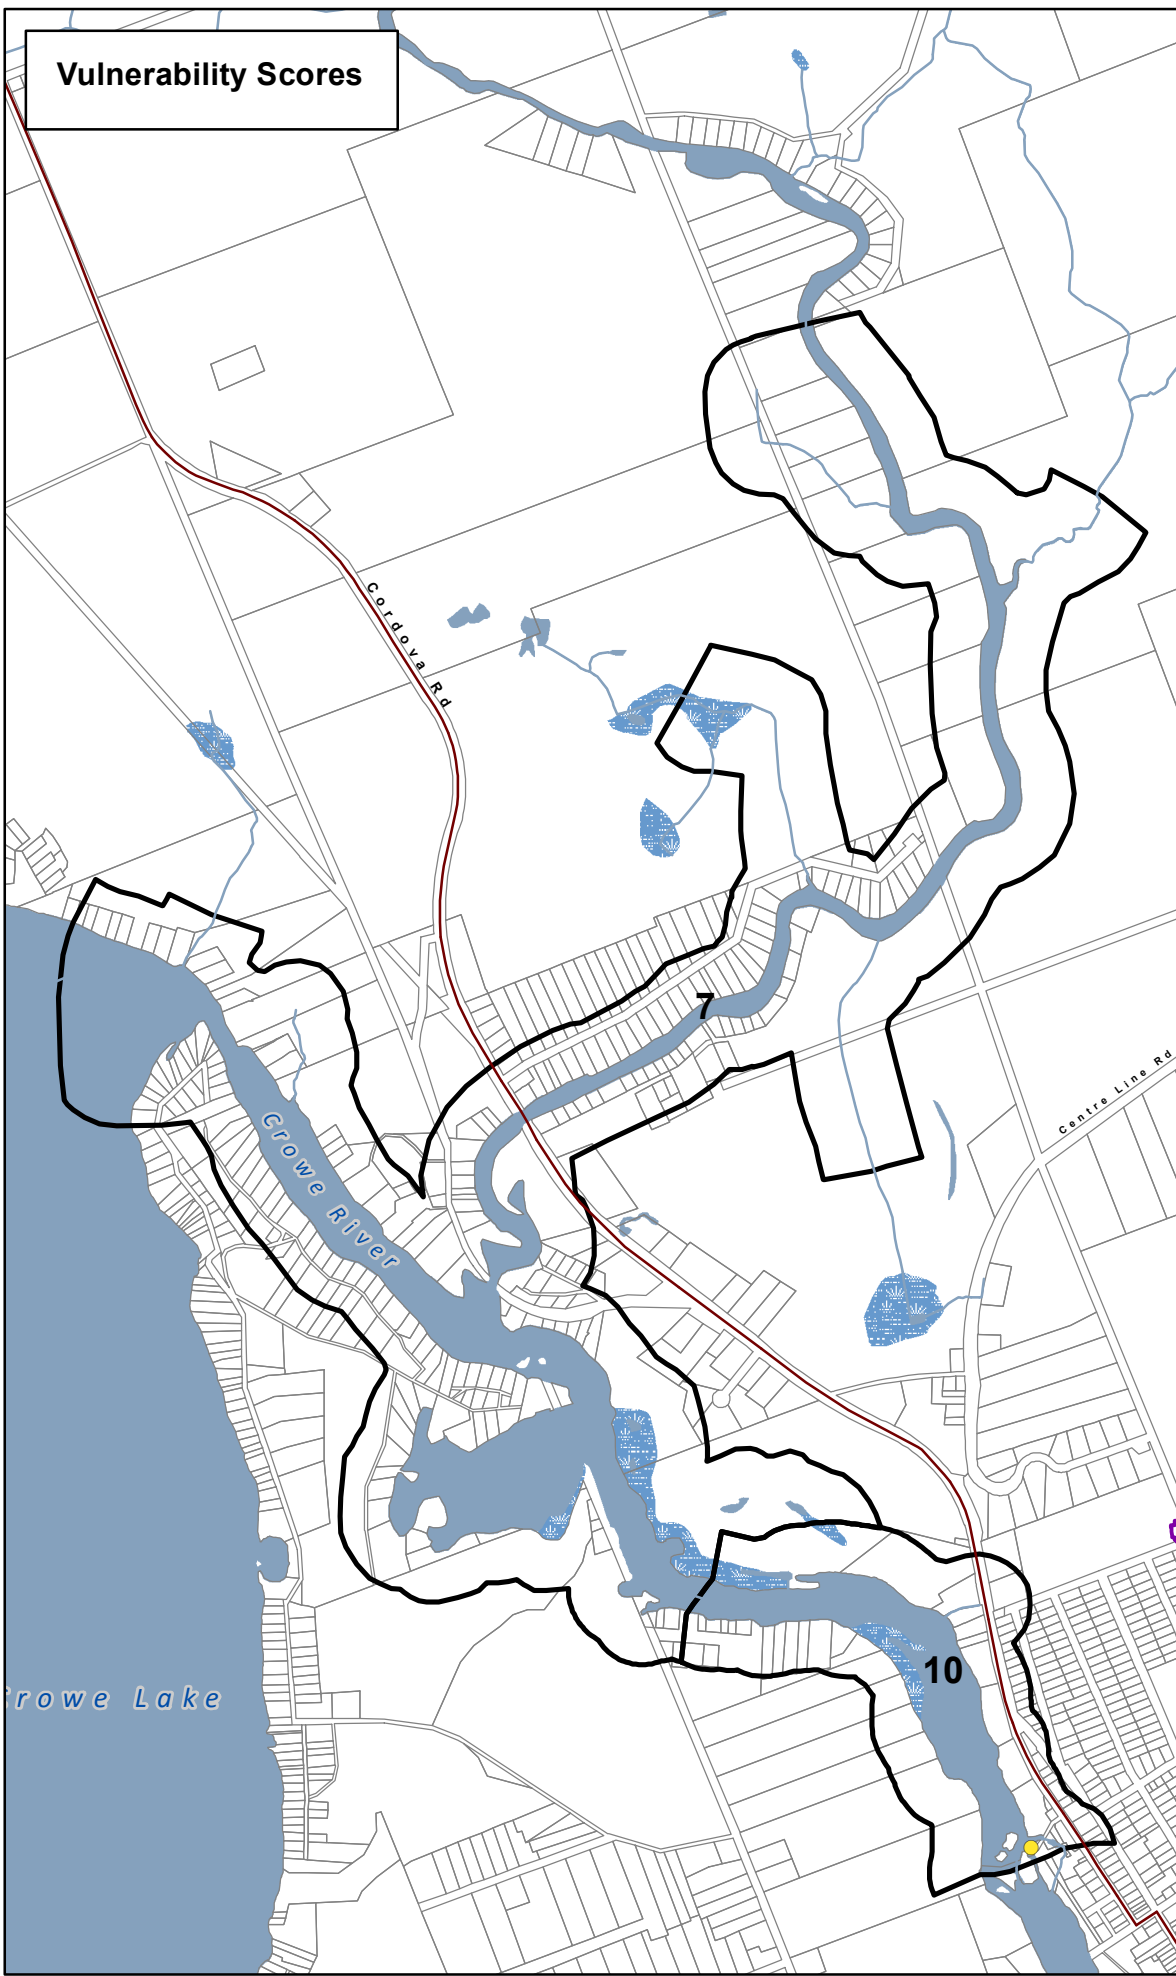 Vulnerability Scores
Cordova Rd
7
Centre Line Rd
Crowe River
10
rowe Lake